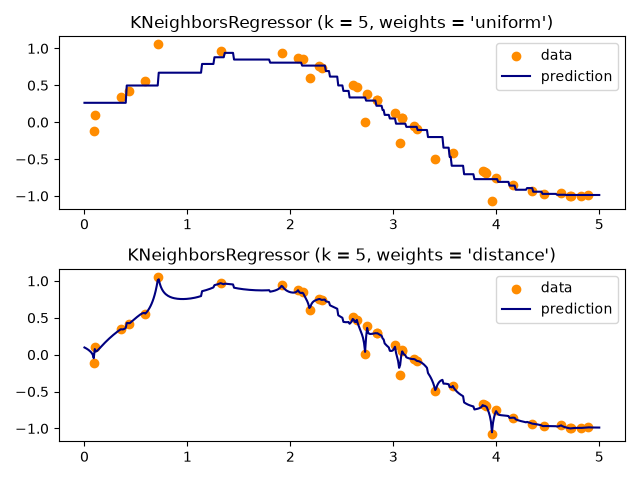 KNeighborsRegressor (k = 5, weights = 'uniform')
data
prediction
1.0
0.5
0.0
−0.5
−1.0
0 1 2 3 4 5
KNeighborsRegressor (k = 5, weights = 'distance')
data
prediction
1.0
0.5
0.0
−0.5
−1.0
0 1 2 3 4 5